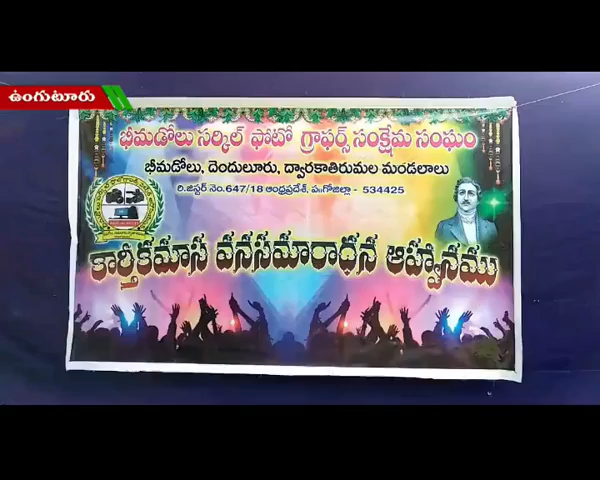 ఉంగుటూరు
భీమడోలు సర్కిల్ ఫోటో గ్రాఫర్స్ సంక్షేమ సంఘం
భీమడోలు, దెందులూరు, ద్వారకాతిరుమల మండలాలు
రి.జిస్టర్ నెం.647/18 ఆంధ్రప్రదేశ్, ప॥గోజిల్లా - 534425
కార్తీకమాస వనసమారాధన ఆహ్వానము